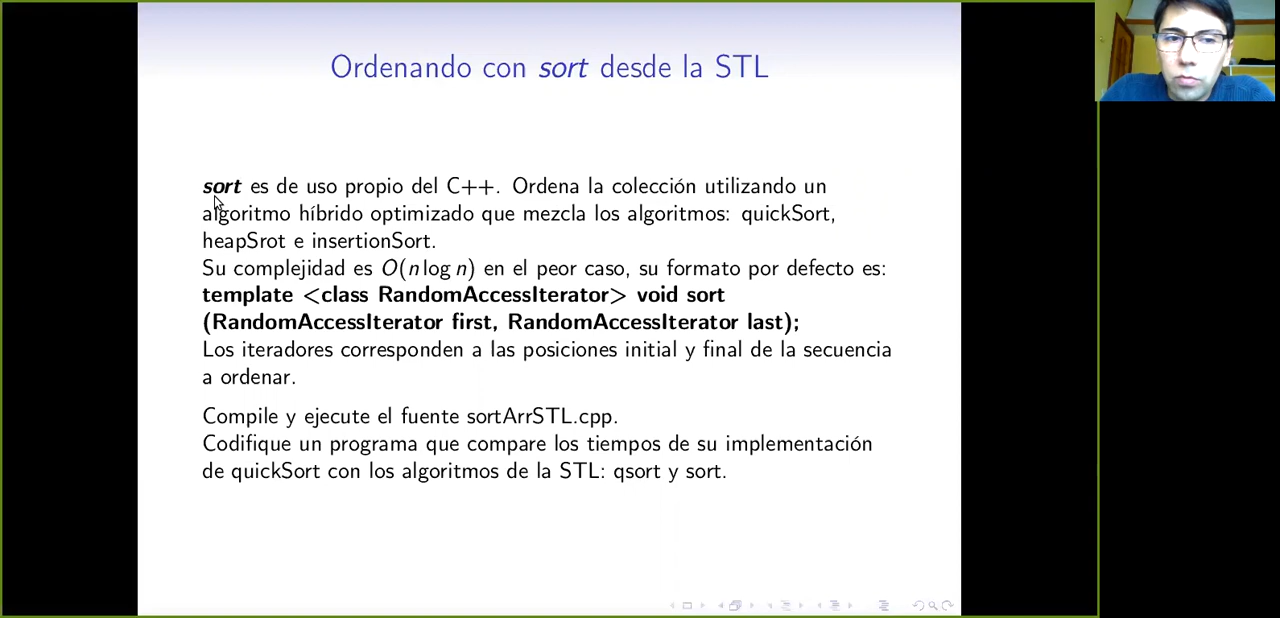 Ordenando con sort desde la STL
sort es de uso propio del C++. Ordena la colección utilizando un
algoritmo híbrido optimizado que mezcla los algoritmos: quickSort,
heapSrot e insertionSort.
Su complejidad es O(n log n) en el peor caso, su formato por defecto es:
template <class RandomAccessIterator> void sort
(RandomAccessIterator first, RandomAccessIterator last);
Los iteradores corresponden a las posiciones initial y final de la secuencia
a ordenar.
Compile y ejecute el fuente sortArrSTL.cpp.
Codifique un programa que compare los tiempos de su implementación
de quickSort con los algoritmos de la STL: qsort y sort.